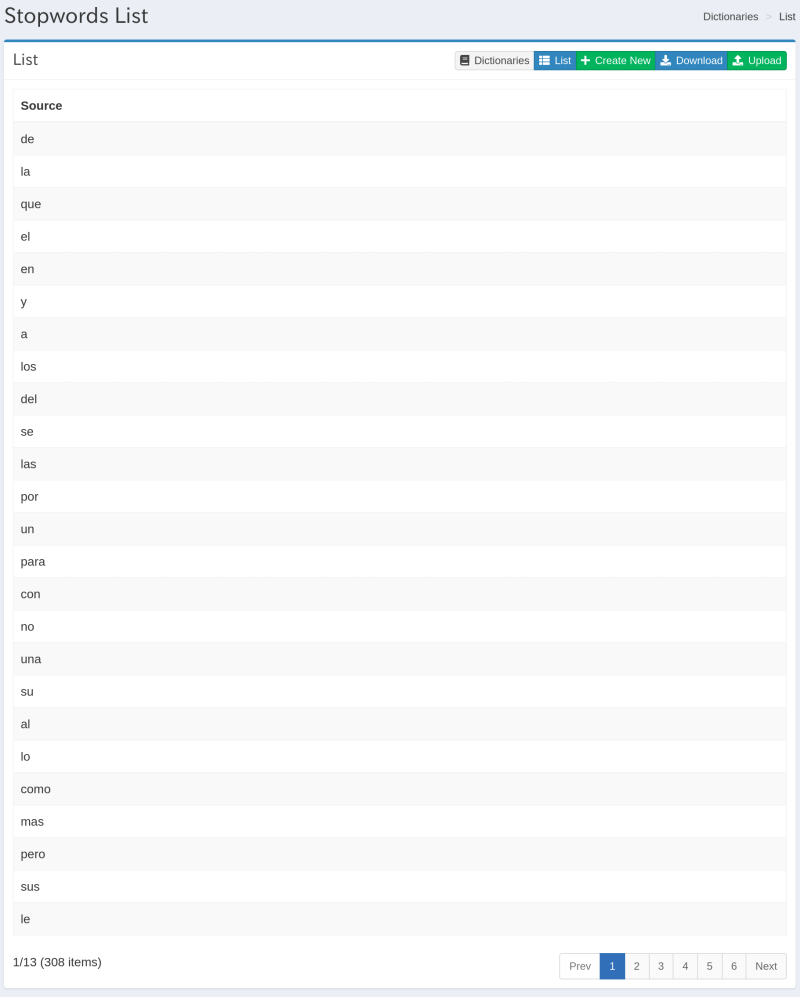 Stopwords List
Dictionaries > List
List
Dictionaries List Create New Download Upload
Source
de
la
que
el
en
y
a
los
del
se
las
por
un
para
con
no
una
su
al
lo
como
mas
pero
sus
le
1/13 (308 items)
Prev 1 2 3 4 5 6 Next